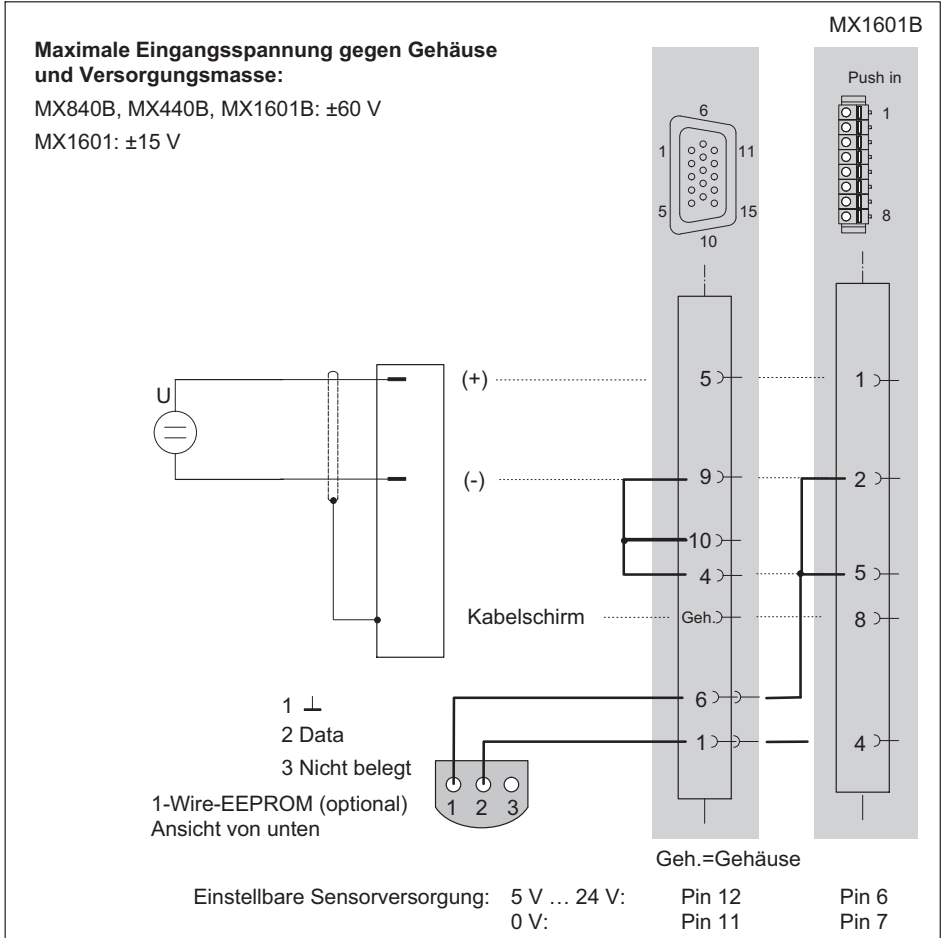 MX1601B
Maximale Eingangsspannung gegen Gehäuse
und Versorgungsmasse:
MX840B, MX440B, MX1601B: ±60 V
MX1601: ±15 V
Push in
6
1
11
5
15
10
1
8
U
(+)
5
1
(-)
9
2
10
4
5
Kabelschirm
Geh.
8
6
1
4
1 ⊥
2 Data
3 Nicht belegt
1-Wire-EEPROM (optional)
Ansicht von unten
1 2 3
Geh.=Gehäuse
Einstellbare Sensorversorgung: 5 V … 24 V: Pin 12 Pin 6
0 V: Pin 11 Pin 7